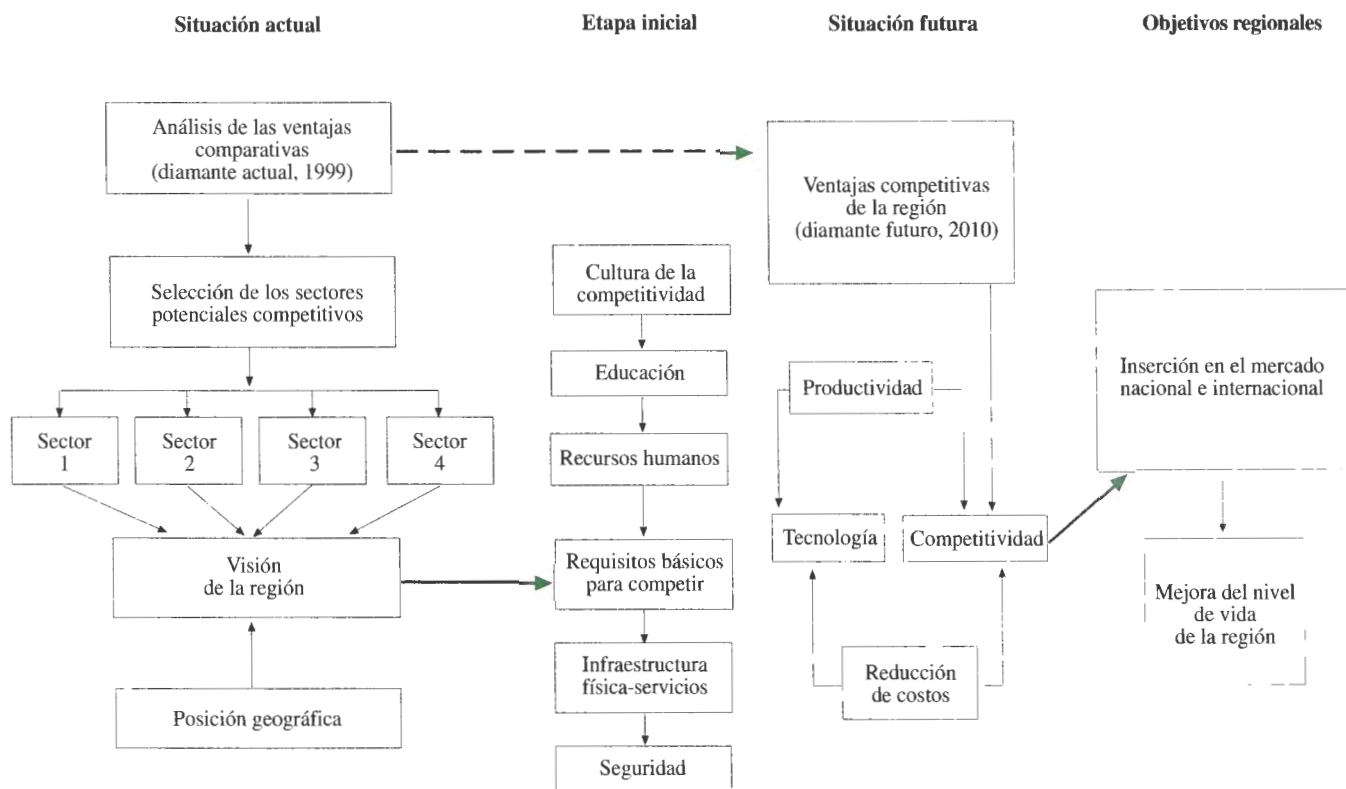 Situación actual
Etapa inicial
Situación futura
Objetivos regionales
Análisis de las ventajas
comparativas
(diamante actual, 1999)
Selección de los sectores
potenciales competitivos
Sector
1
Sector
2
Sector
3
Sector
4
Visión
de la región
Posición geográfica
Cultura de la
competitividad
Educación
Recursos humanos
Requisitos básicos
para competir
Infraestructura
física-servicios
Seguridad
Ventajas competitivas
de la región
(diamante futuro, 2010)
Productividad
Tecnología
Competitividad
Reducción
de costos
Inserción en el mercado
nacional e internacional
Mejora del nivel
de vida
de la región